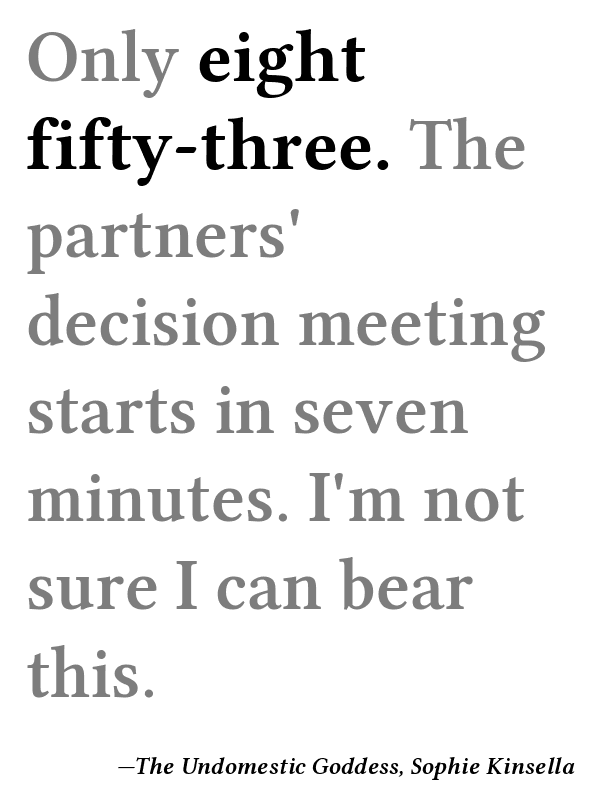 Only eight
fifty-three. The
partners'
decision meeting
starts in seven
minutes. I'm not
sure I can bear
this.
—The Undomestic Goddess, Sophie Kinsella